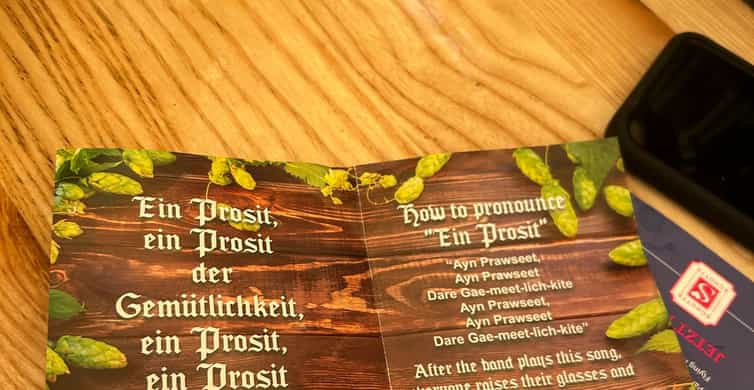 Ein Prosit,
ein Prosit
der
Gemütlichkeit,
ein Prosit,
ein Prosit
How to pronounce
"Ein Prosit"
"Ayn Prawseet,
Ayn Prawseet
Dare Gae-meet-lich-kite
Ayn Prawseet,
Ayn Prawseet
Dare Gae-meet-lich-kite"
After the band plays this song,
everyone raises their glasses and
S
JETZT